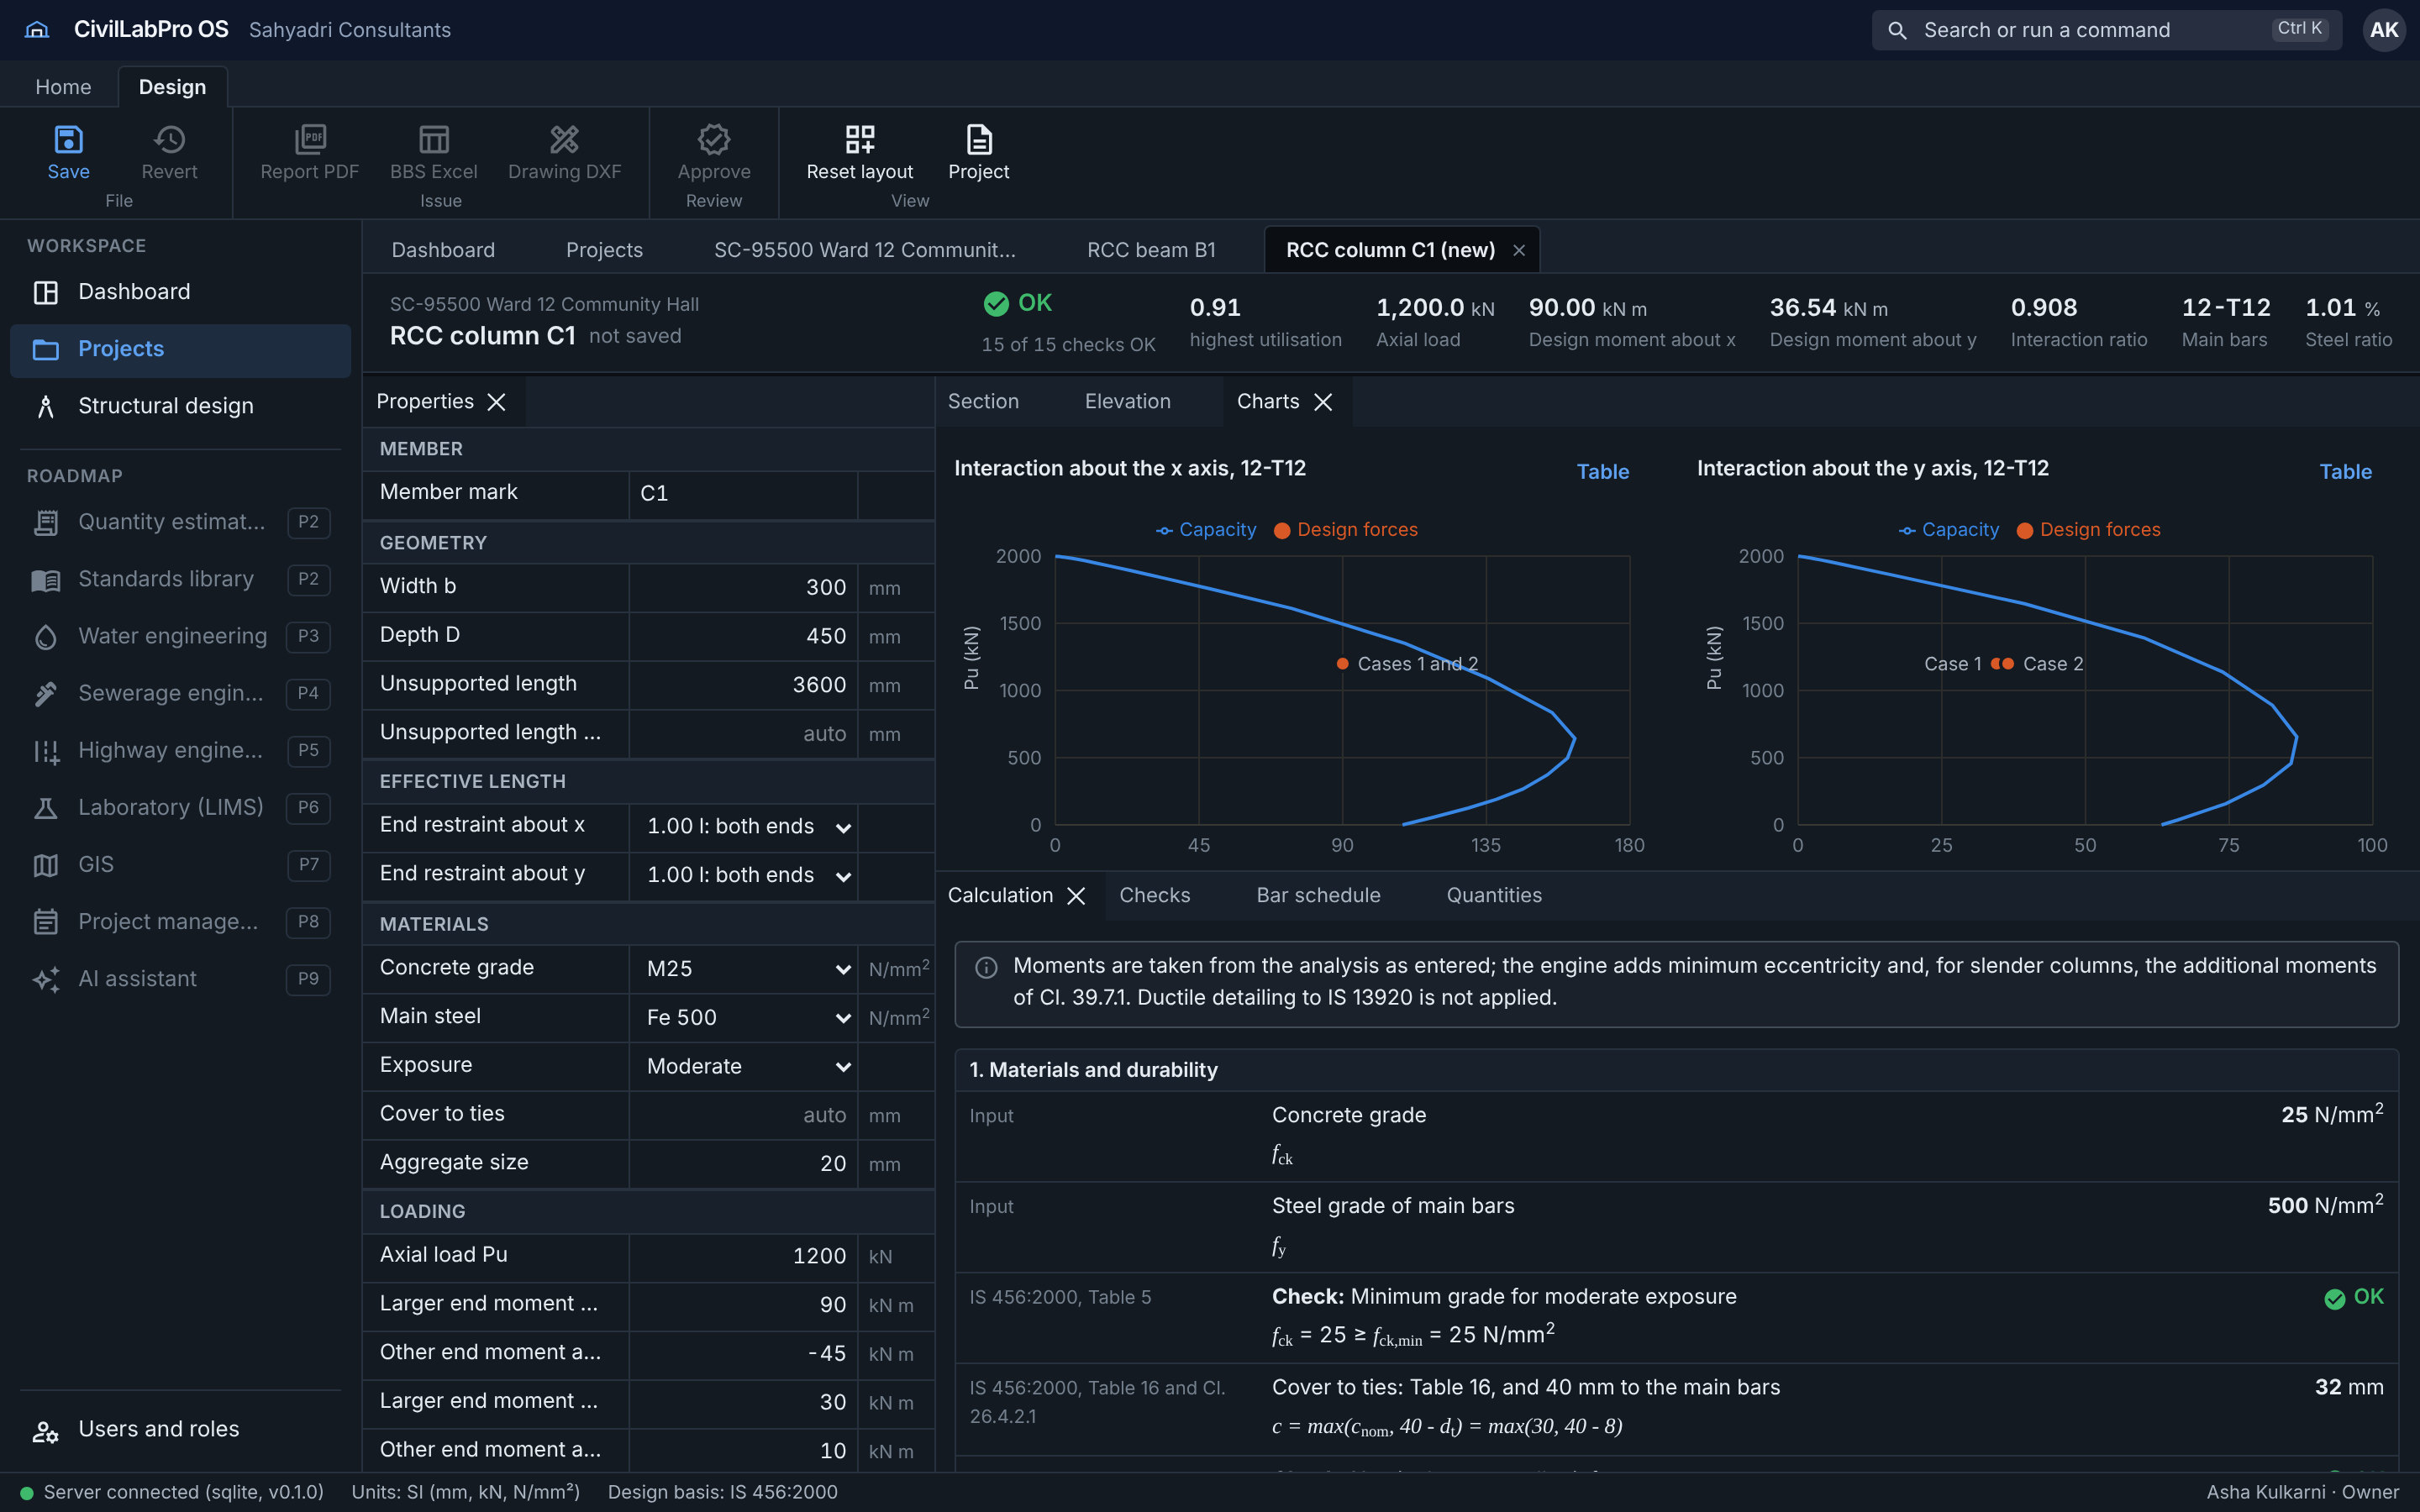 CivilLabPro OS Sahyadri Consultants Search or run a command Ctrl K AK
Home Design
Save Revert Report PDF BBS Excel Drawing DXF Approve Reset layout Project
File Issue Review View
WORKSPACE
Dashboard
Projects
Structural design
ROADMAP
Quantity estimat... P2
Standards library P2
Water engineering P3
Sewerage engin... P4
Highway engine... P5
Laboratory (LIMS) P6
GIS P7
Project manage... P8
AI assistant P9
Users and roles
Dashboard Projects SC-95500 Ward 12 Communit... RCC beam B1 RCC column C1 (new)
SC-95500 Ward 12 Community Hall
RCC column C1 not saved
OK
15 of 15 checks OK
0.91
highest utilisation
1,200.0 kN
Axial load
90.00 kN m
Design moment about x
36.54 kN m
Design moment about y
0.908
Interaction ratio
12-T12
Main bars
1.01 %
Steel ratio
Properties
MEMBER
Member mark C1
GEOMETRY
Width b 300 mm
Depth D 450 mm
Unsupported length 3600 mm
Unsupported length ... auto mm
EFFECTIVE LENGTH
End restraint about x 1.00 l: both ends
End restraint about y 1.00 l: both ends
MATERIALS
Concrete grade M25 N/mm²
Main steel Fe 500 N/mm²
Exposure Moderate
Cover to ties auto mm
Aggregate size 20 mm
LOADING
Axial load Pu 1200 kN
Larger end moment ... 90 kN m
Other end moment a... -45 kN m
Larger end moment ... 30 kN m
Other end moment a... 10 kN m
Section Elevation Charts
Interaction about the x axis, 12-T12 Table
Capacity Design forces
Pu (kN)
2000
1500
1000
500
0
Cases 1 and 2
0 45 90 135 180
Interaction about the y axis, 12-T12 Table
Capacity Design forces
Pu (kN)
2000
1500
1000
500
0
Case 1 Case 2
0 25 50 75 100
Calculation Checks Bar schedule Quantities
Moments are taken from the analysis as entered; the engine adds minimum eccentricity and, for slender columns, the additional moments
of Cl. 39.7.1. Ductile detailing to IS 13920 is not applied.
1. Materials and durability
Input Concrete grade 25 N/mm²
fck
Input Steel grade of main bars 500 N/mm²
fy
IS 456:2000, Table 5 Check: Minimum grade for moderate exposure OK
fck = 25 ≥ fck,min = 25 N/mm²
IS 456:2000, Table 16 and Cl.
26.4.2.1
Cover to ties: Table 16, and 40 mm to the main bars 32 mm
c = max(cnom, 40 - dt) = max(30, 40 - 8)
Server connected (sqlite, v0.1.0) Units: SI (mm, kN, N/mm²) Design basis: IS 456:2000 Asha Kulkarni · Owner